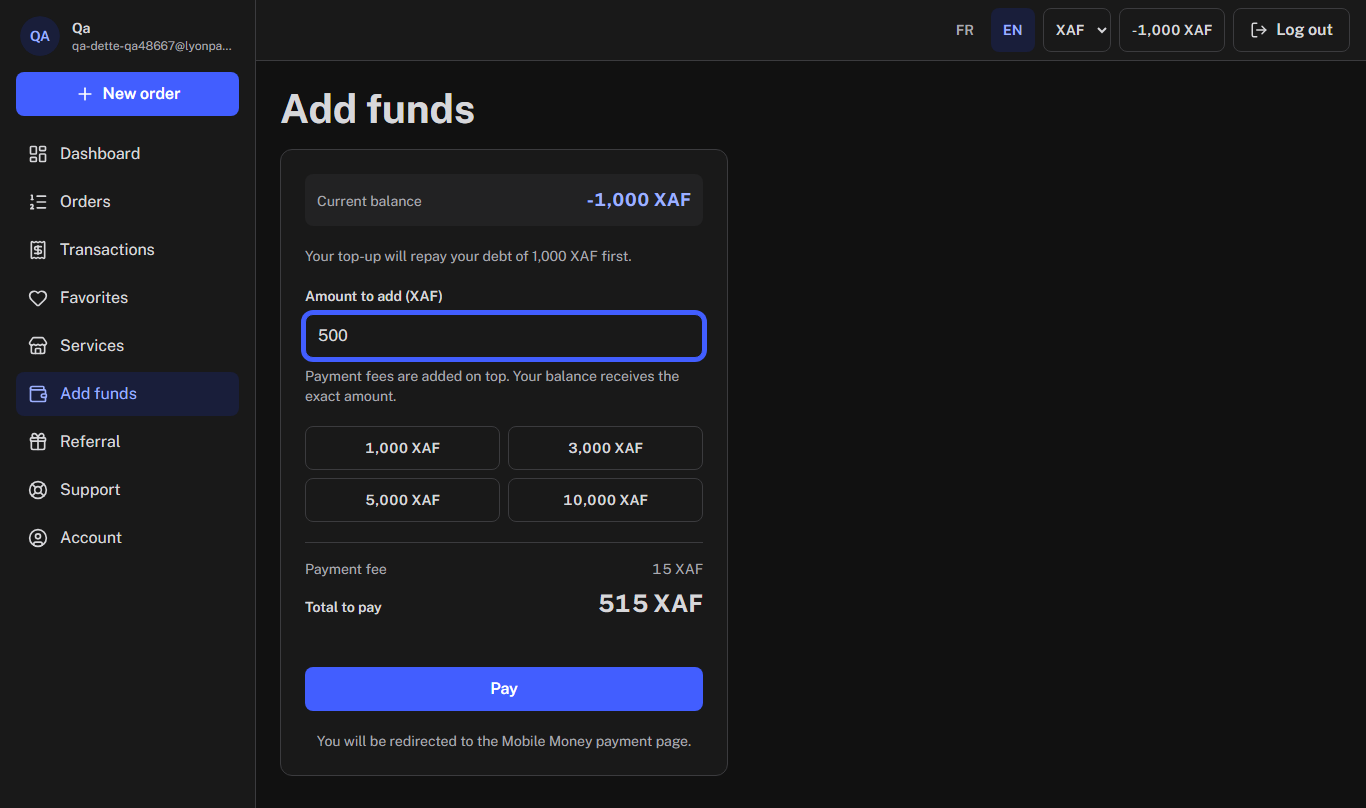 QA
Qa
qa-dette-qa48667@lyonpa...
New order
Dashboard
Orders
Transactions
Favorites
Services
Add funds
Referral
Support
Account
FR
EN
XAF
-1,000 XAF
Log out
Add funds
Current balance
-1,000 XAF
Your top-up will repay your debt of 1,000 XAF first.
Amount to add (XAF)
500
Payment fees are added on top. Your balance receives the
exact amount.
1,000 XAF
3,000 XAF
5,000 XAF
10,000 XAF
Payment fee
15 XAF
Total to pay
515 XAF
Pay
You will be redirected to the Mobile Money payment page.